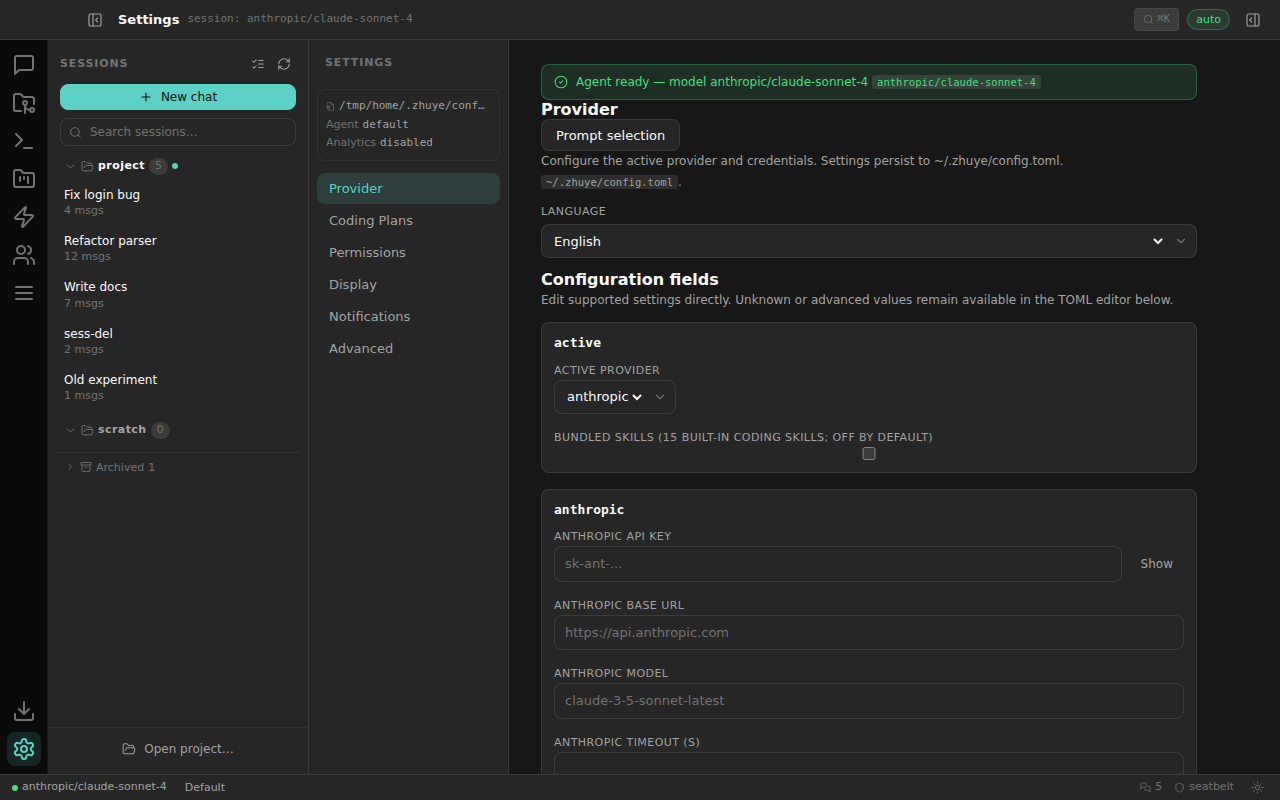 Settings session: anthropic/claude-sonnet-4
⌘K
auto
SESSIONS
New chat
Search sessions…
project 5
Fix login bug
4 msgs
Refactor parser
12 msgs
Write docs
7 msgs
sess-del
2 msgs
Old experiment
1 msgs
scratch 0
Archived 1
Open project…
SETTINGS
/tmp/home/.zhuye/conf…
Agent default
Analytics disabled
Provider
Coding Plans
Permissions
Display
Notifications
Advanced
Agent ready — model anthropic/claude-sonnet-4 anthropic/claude-sonnet-4
Provider
Prompt selection
Configure the active provider and credentials. Settings persist to ~/.zhuye/config.toml.
~/.zhuye/config.toml.
LANGUAGE
English
Configuration fields
Edit supported settings directly. Unknown or advanced values remain available in the TOML editor below.
active
ACTIVE PROVIDER
anthropic
BUNDLED SKILLS (15 BUILT-IN CODING SKILLS; OFF BY DEFAULT)
anthropic
ANTHROPIC API KEY
sk-ant-...
Show
ANTHROPIC BASE URL
https://api.anthropic.com
ANTHROPIC MODEL
claude-3-5-sonnet-latest
ANTHROPIC TIMEOUT (S)
anthropic/claude-sonnet-4 Default
5 seatbelt